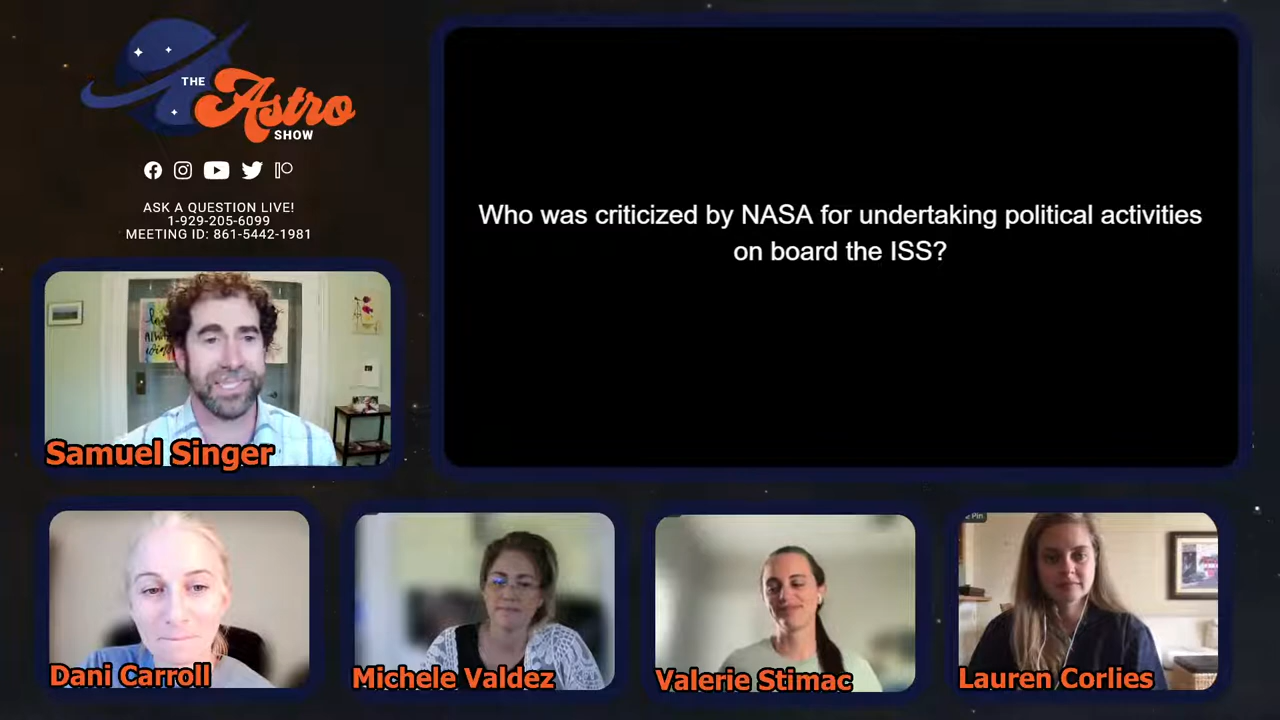 THE
Astro
SHOW
ASK A QUESTION LIVE!
1-929-205-6099
MEETING ID: 861-5442-1981
Who was criticized by NASA for undertaking political activities
on board the ISS?
Samuel Singer
Dani Carroll
Michele Valdez
Valerie Stimac
Lauren Corlies
Pin